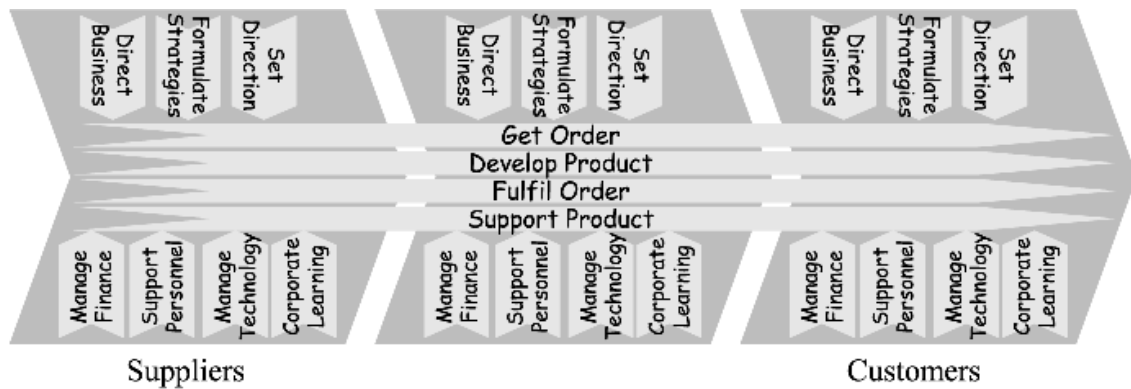 Direct
Business
Formulate
Strategies
Set
Direction
Direct
Business
Formulate
Strategies
Set
Direction
Direct
Business
Formulate
Strategies
Set
Direction
Get Order
Develop Product
Fulfil Order
Support Product
Manage
Finance
Support
Personnel
Manage
Technology
Corporate
Learning
Manage
Finance
Support
Personnel
Manage
Technology
Corporate
Learning
Manage
Finance
Support
Personnel
Manage
Technology
Corporate
Learning
Suppliers
Customers